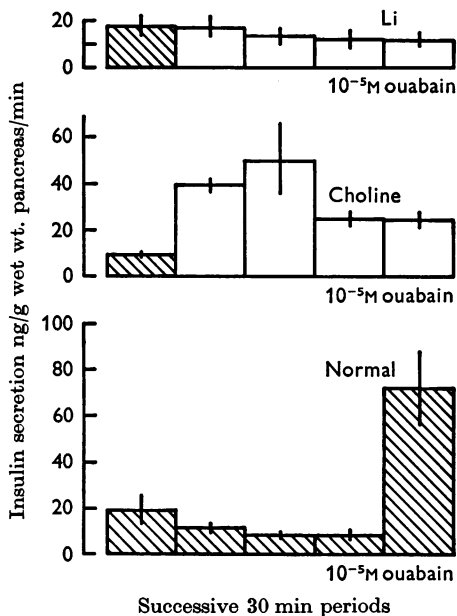 Insulin secretion ng/g wet wt. pancreas/min
20
10
0
Li
10⁻⁵M ouabain
60
40
20
0
Choline
10⁻⁵M ouabain
100
80
60
40
20
0
Normal
10⁻⁵M ouabain
Successive 30 min periods